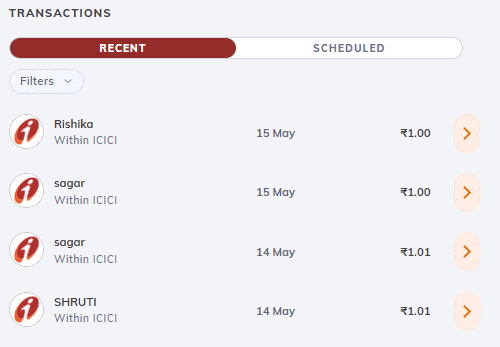 TRANSACTIONS
RECENT SCHEDULED
Filters
Rishika
Within ICICI 15 May ₹1.00
sagar
Within ICICI 15 May ₹1.00
sagar
Within ICICI 14 May ₹1.01
SHRUTI
Within ICICI 14 May ₹1.01